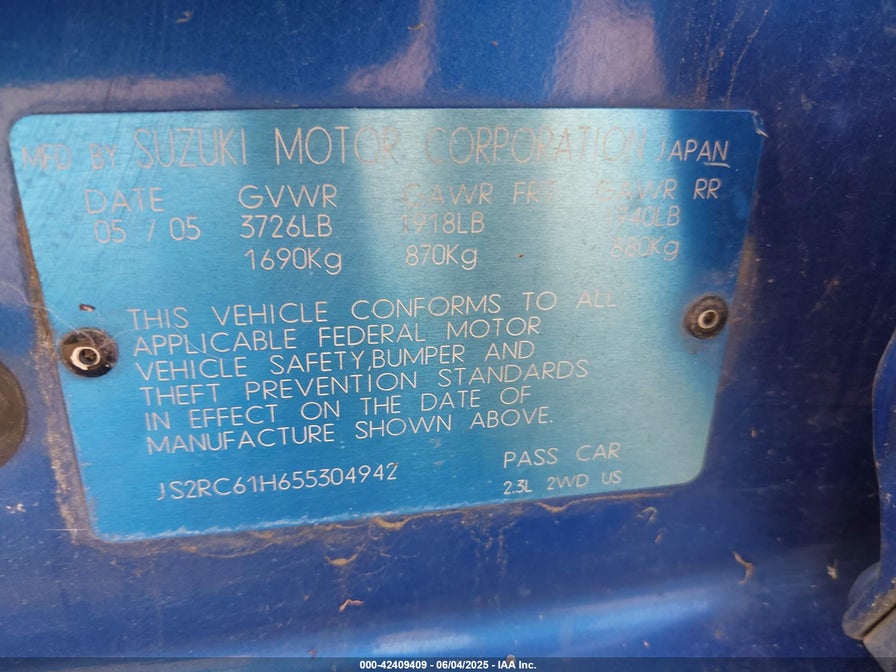 MFD BY SUZUKI MOTOR CORPORATION JAPAN
DATE GVWR GAWR FRT GAWR RR
05 / 05 3726LB 1918LB 1940LB
1690Kg 870Kg 880Kg
THIS VEHICLE CONFORMS TO ALL
APPLICABLE FEDERAL MOTOR
VEHICLE SAFETY,BUMPER AND
THEFT PREVENTION STANDARDS
IN EFFECT ON THE DATE OF
MANUFACTURE SHOWN ABOVE.
JS2RC61H655304942 PASS CAR
2.3L 2WD US
000-42409409 - 06/04/2025 - IAA Inc.